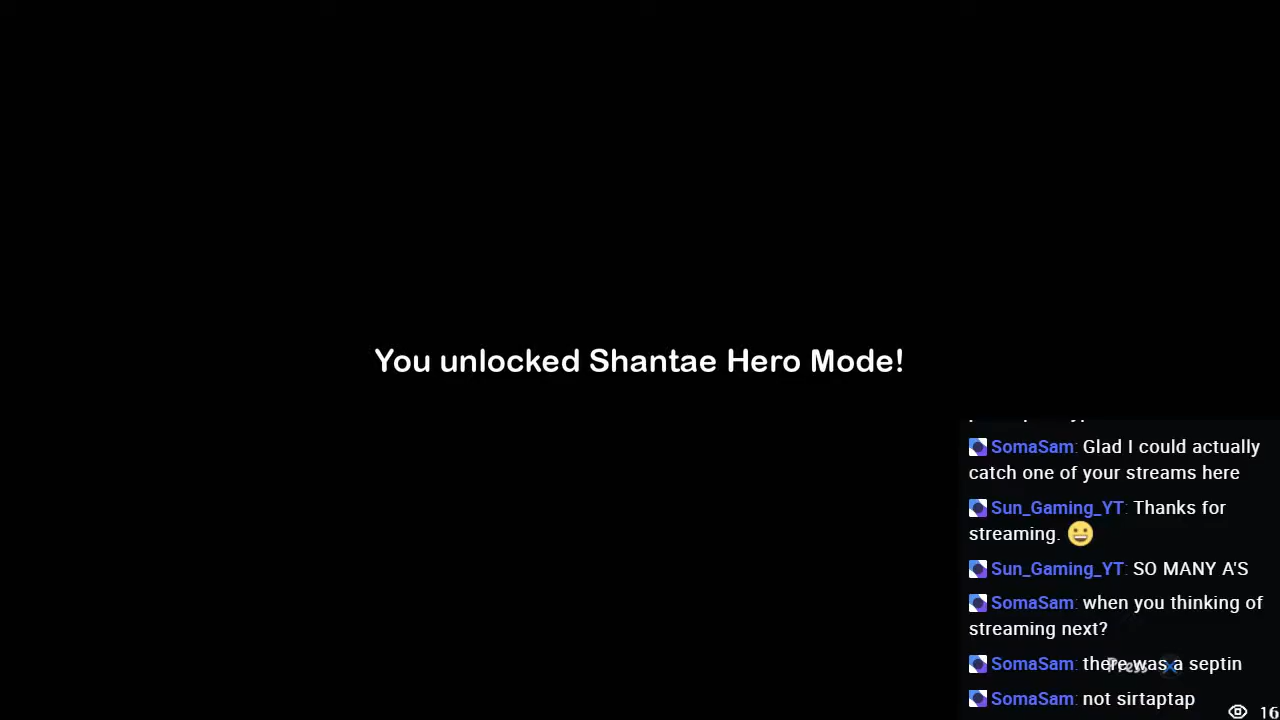 You unlocked Shantae Hero Mode!
SomaSam: Glad I could actually
catch one of your streams here
Sun_Gaming_YT: Thanks for
streaming. 😀
Sun_Gaming_YT: SO MANY A'S
SomaSam: when you thinking of
streaming next?
SomaSam: there was a septin
Press
SomaSam: not sirtaptap
16